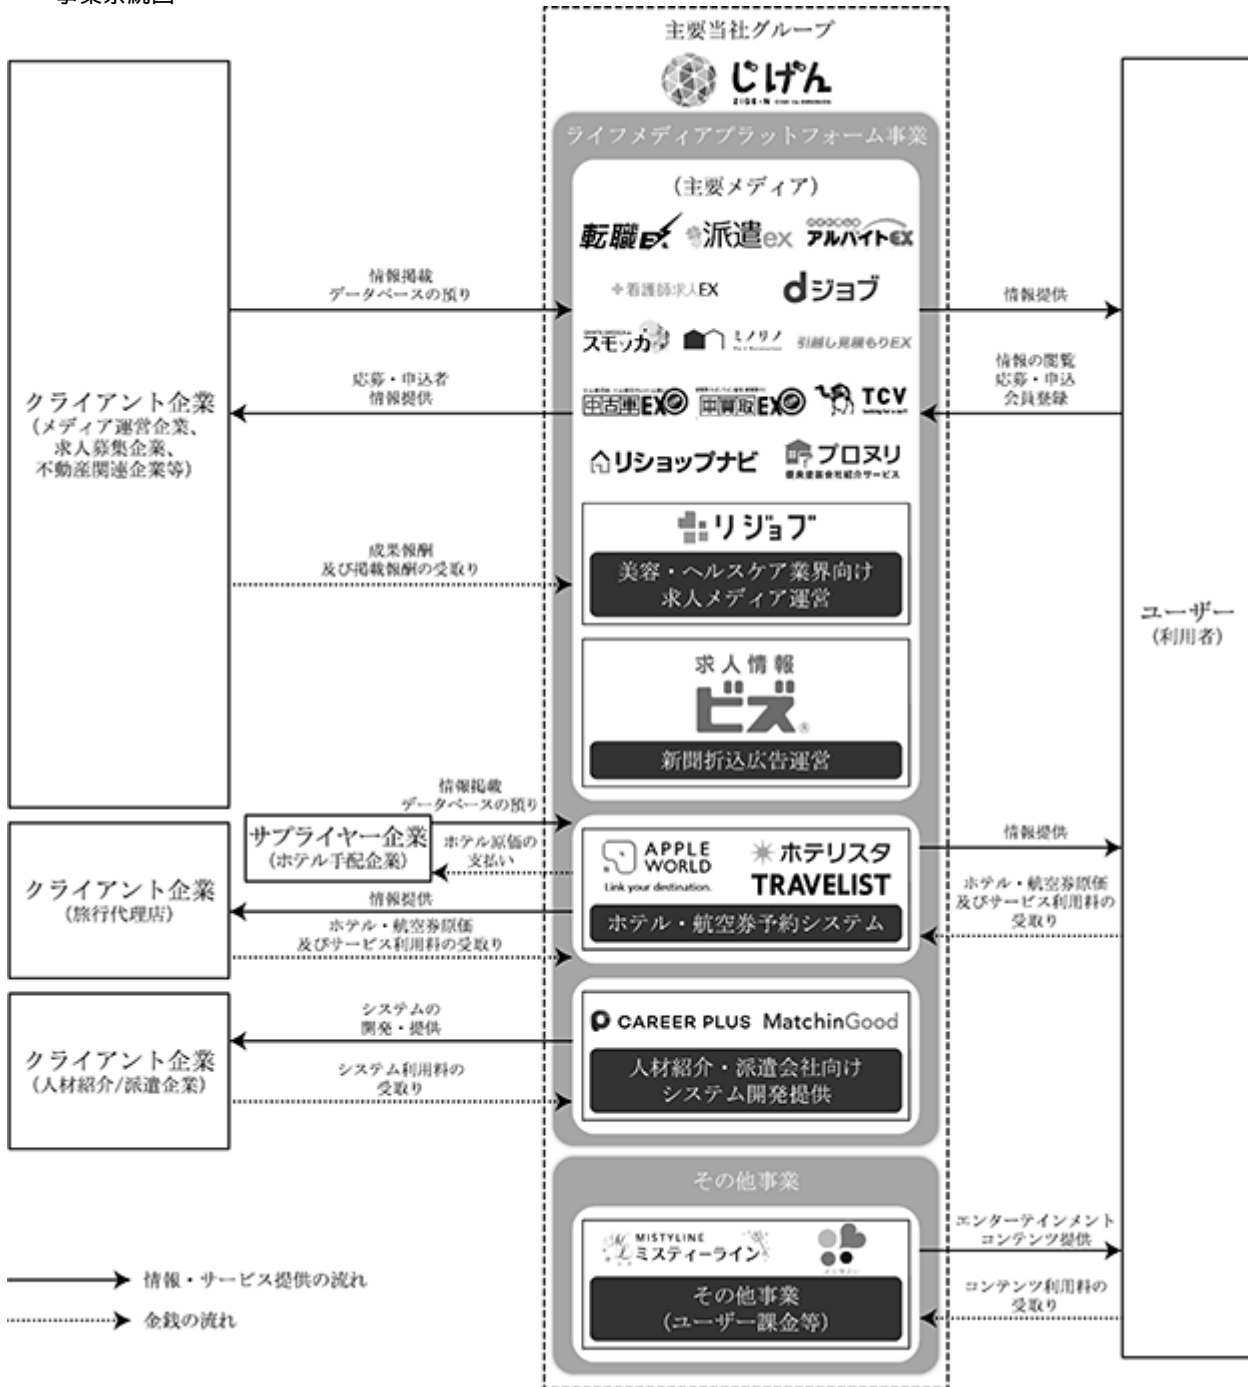 主要当社グループ
じげん
ZIGExN
ライフメディアプラットフォーム事業
(主要メディア)
転職EX
派遣ex
アルバイトEX
看護師求人EX
dジョブ
スモッカ
ミノリノ
引越し見積もりEX
中古車EX
車買取EX
TCV
リショップナビ
プロヌリ
優良塗装会社紹介サービス
リジョブ
美容・ヘルスケア業界向け
求人メディア運営
求人情報
ビズ®
新聞折込広告運営
APPLE
WORLD
Link your destination.
ホテリスタ
TRAVELIST
ホテル・航空券予約システム
CAREER PLUS
MatchinGood
人材紹介・派遣会社向け
システム開発提供
その他事業
MISTYLINE
ミスティーライン
その他事業
(ユーザー課金等)
クライアント企業
(メディア運営企業、
求人募集企業、
不動産関連企業等)
情報掲載
データベースの預り
応募・申込者
情報提供
成果報酬
及び掲載報酬の受取り
情報掲載
データベースの預り
サプライヤー企業
(ホテル手配企業)
ホテル原価の
支払い
クライアント企業
(旅行代理店)
情報提供
ホテル・航空券原価
及びサービス利用料の受取り
クライアント企業
(人材紹介/派遣企業)
システムの
開発・提供
システム利用料の
受取り
情報提供
情報の閲覧
応募・申込
会員登録
ユーザー
(利用者)
情報提供
ホテル・航空券原価
及びサービス利用料の
受取り
エンターテインメント
コンテンツ提供
コンテンツ利用料の
受取り
情報・サービス提供の流れ
金銭の流れ